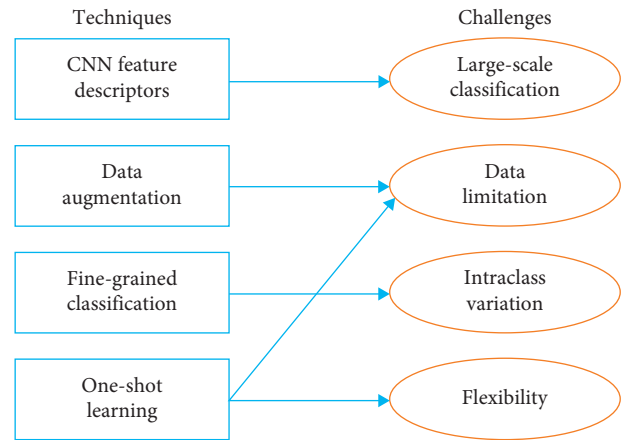 Techniques
Challenges
CNN feature
descriptors
Large-scale
classification
Data
augmentation
Data
limitation
Fine-grained
classification
Intraclass
variation
One-shot
learning
Flexibility